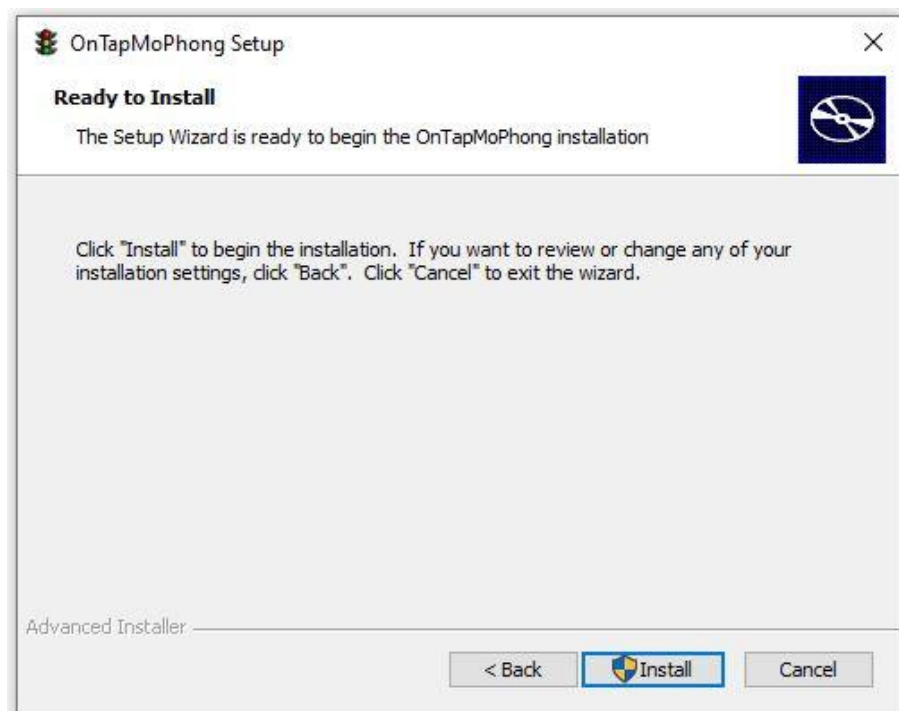 OnTapMoPhong Setup
Ready to Install
The Setup Wizard is ready to begin the OnTapMoPhong installation
Click "Install" to begin the installation.  If you want to review or change any of your
installation settings, click "Back".  Click "Cancel" to exit the wizard.
Advanced Installer
< Back
Install
Cancel